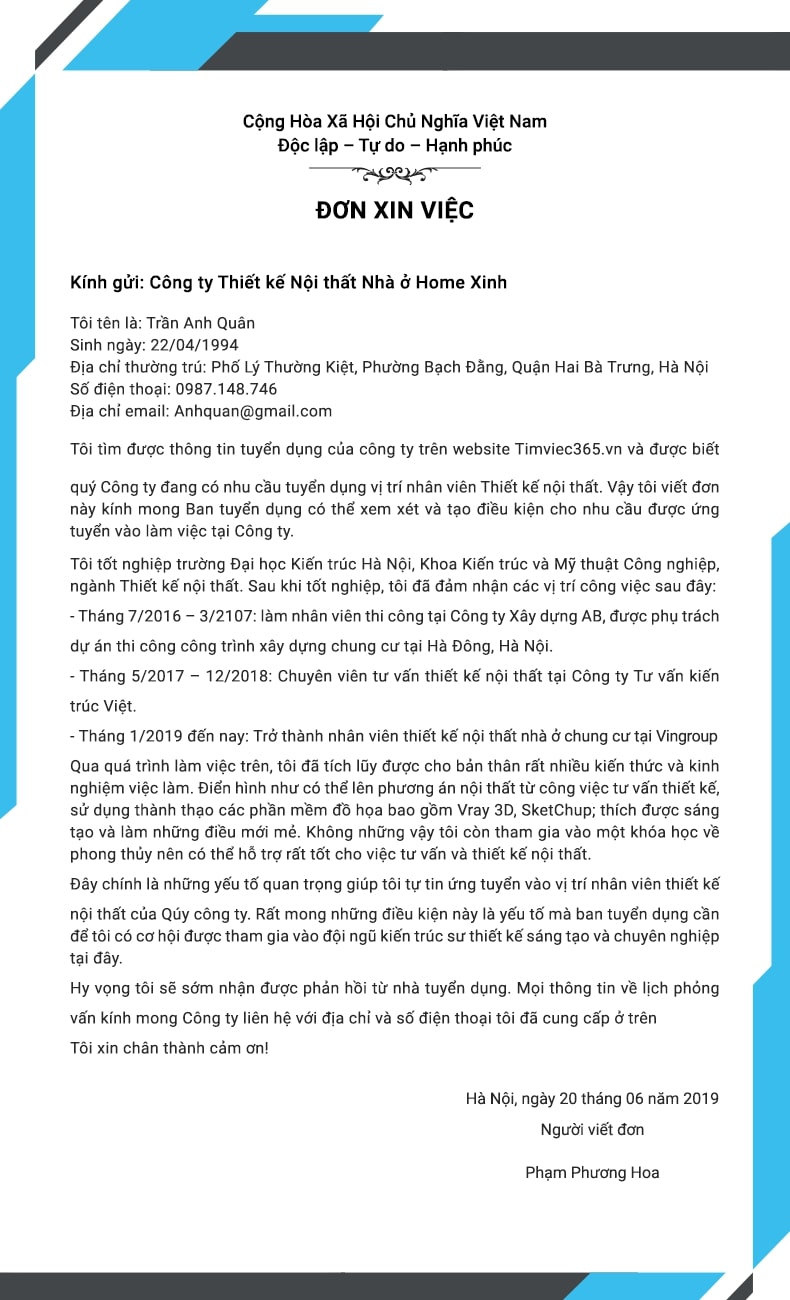 Cộng Hòa Xã Hội Chủ Nghĩa Việt Nam
Độc lập – Tự do – Hạnh phúc
ĐƠN XIN VIỆC
Kính gửi: Công ty Thiết kế Nội thất Nhà ở Home Xinh
Tôi tên là: Trần Anh Quân
Sinh ngày: 22/04/1994
Địa chỉ thường trú: Phố Lý Thường Kiệt, Phường Bạch Đằng, Quận Hai Bà Trưng, Hà Nội
Số điện thoại: 0987.148.746
Địa chỉ email: Anhquan@gmail.com
Tôi tìm được thông tin tuyển dụng của công ty trên website Timviec365.vn và được biết
quý Công ty đang có nhu cầu tuyển dụng vị trí nhân viên Thiết kế nội thất. Vậy tôi viết đơn
này kính mong Ban tuyển dụng có thể xem xét và tạo điều kiện cho nhu cầu được ứng
tuyển vào làm việc tại Công ty.
Tôi tốt nghiệp trường Đại học Kiến trúc Hà Nội, Khoa Kiến trúc và Mỹ thuật Công nghiệp,
ngành Thiết kế nội thất. Sau khi tốt nghiệp, tôi đã đảm nhận các vị trí công việc sau đây:
- Tháng 7/2016 – 3/2107: làm nhân viên thi công tại Công ty Xây dựng AB, được phụ trách
dự án thi công công trình xây dựng chung cư tại Hà Đông, Hà Nội.
- Tháng 5/2017 – 12/2018: Chuyên viên tư vấn thiết kế nội thất tại Công ty Tư vấn kiến
trúc Việt.
- Tháng 1/2019 đến nay: Trở thành nhân viên thiết kế nội thất nhà ở chung cư tại Vingroup
Qua quá trình làm việc trên, tôi đã tích lũy được cho bản thân rất nhiều kiến thức và kinh
nghiệm việc làm. Điển hình như có thể lên phương án nội thất từ công việc tư vấn thiết kế,
sử dụng thành thạo các phần mềm đồ họa bao gồm Vray 3D, SketChup; thích được sáng
tạo và làm những điều mới mẻ. Không những vậy tôi còn tham gia vào một khóa học về
phong thủy nên có thể hỗ trợ rất tốt cho việc tư vấn và thiết kế nội thất.
Đây chính là những yếu tố quan trọng giúp tôi tự tin ứng tuyển vào vị trí nhân viên thiết kế
nội thất của Qúy công ty. Rất mong những điều kiện này là yếu tố mà ban tuyển dụng cần
để tôi có cơ hội được tham gia vào đội ngũ kiến trúc sư thiết kế sáng tạo và chuyên nghiệp
tại đây.
Hy vọng tôi sẽ sớm nhận được phản hồi từ nhà tuyển dụng. Mọi thông tin về lịch phỏng
vấn kính mong Công ty liên hệ với địa chỉ và số điện thoại tôi đã cung cấp ở trên
Tôi xin chân thành cảm ơn!
Hà Nội, ngày 20 tháng 06 năm 2019
Người viết đơn
Phạm Phương Hoa